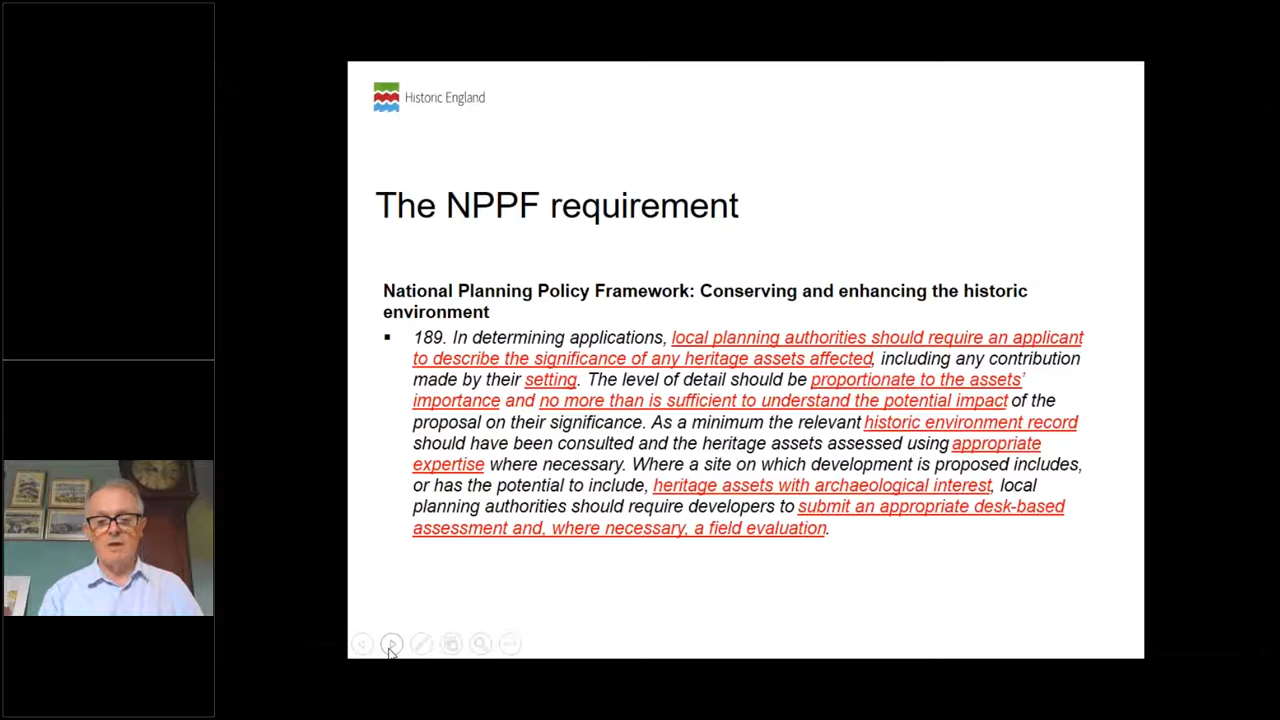 Historic England
The NPPF requirement
National Planning Policy Framework: Conserving and enhancing the historic
environment
▪ 189. In determining applications, local planning authorities should require an applicant
to describe the significance of any heritage assets affected, including any contribution
made by their setting. The level of detail should be proportionate to the assets’
importance and no more than is sufficient to understand the potential impact of the
proposal on their significance. As a minimum the relevant historic environment record
should have been consulted and the heritage assets assessed using appropriate
expertise where necessary. Where a site on which development is proposed includes,
or has the potential to include, heritage assets with archaeological interest, local
planning authorities should require developers to submit an appropriate desk-based
assessment and, where necessary, a field evaluation.